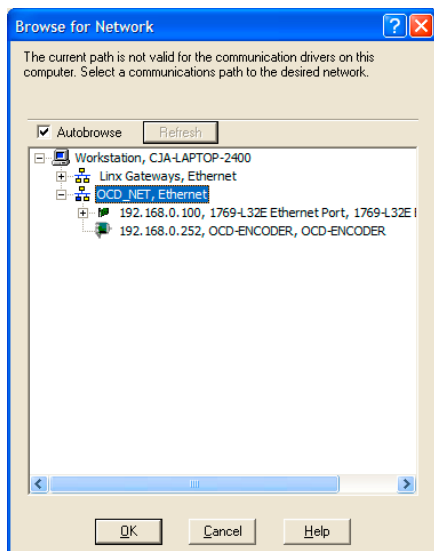 Browse for Network
The current path is not valid for the communication drivers on this
computer. Select a communications path to the desired network.
Autobrowse
Refresh
Workstation, CJA-LAPTOP-2400
Linx Gateways, Ethernet
OCD_NET, Ethernet
192.168.0.100, 1769-L32E Ethernet Port, 1769-L32E
192.168.0.252, OCD-ENCODER, OCD-ENCODER
OK Cancel Help